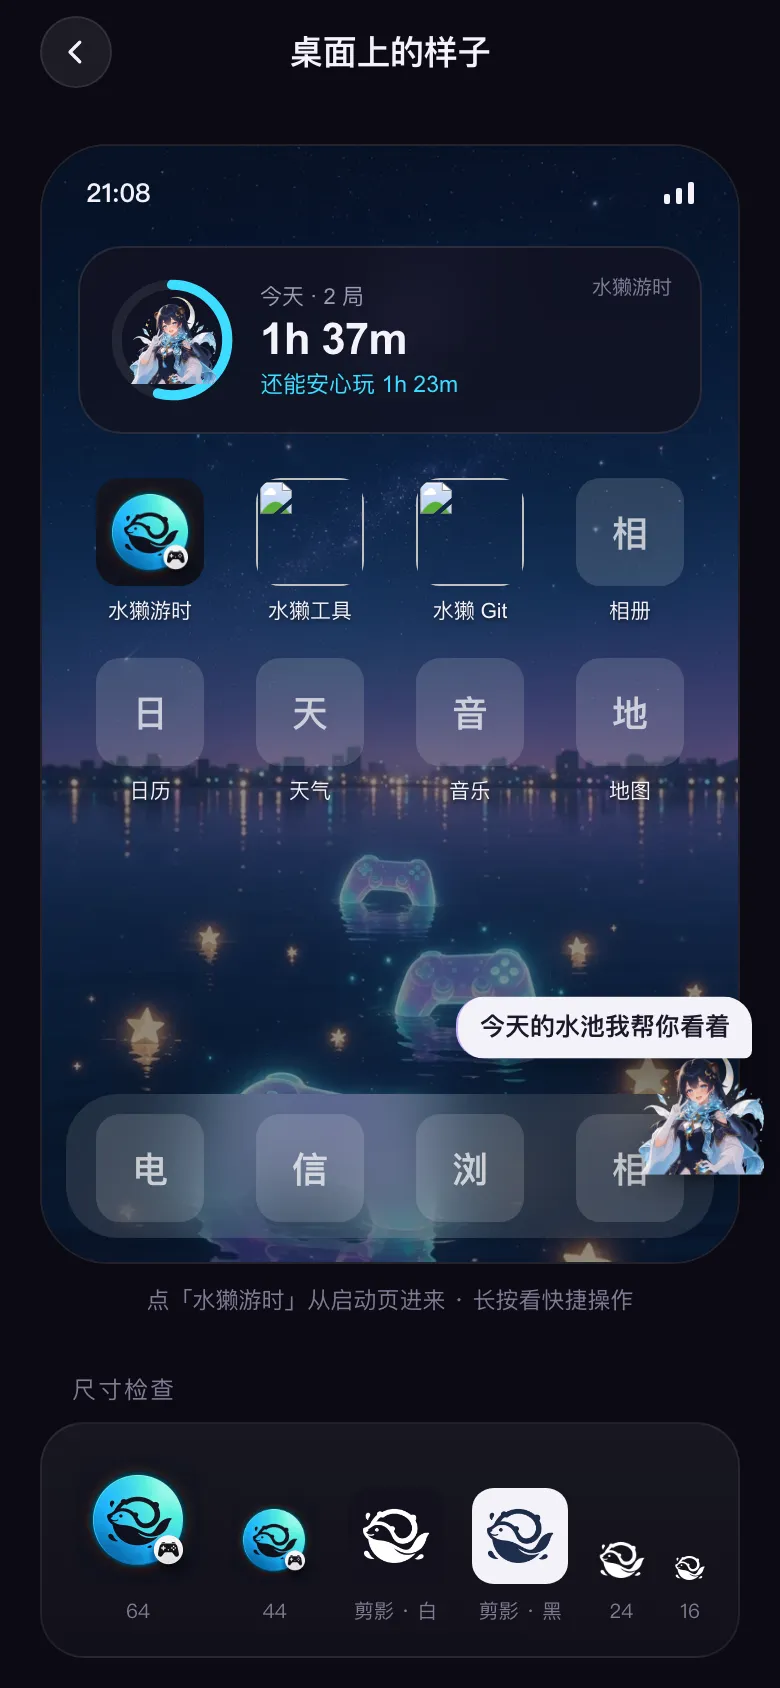 桌面上的样子
21:08
今天 · 2 局
水獭游时
1h 37m
还能安心玩 1h 23m
相
水獭游时
水獭工具
水獭 Git
相册
日
天
音
地
日历
天气
音乐
地图
今天的水池我帮你看着
电
信
浏
相
点「水獭游时」从启动页进来 · 长按看快捷操作
尺寸检查
64
44
剪影 · 白
剪影 · 黑
24
16